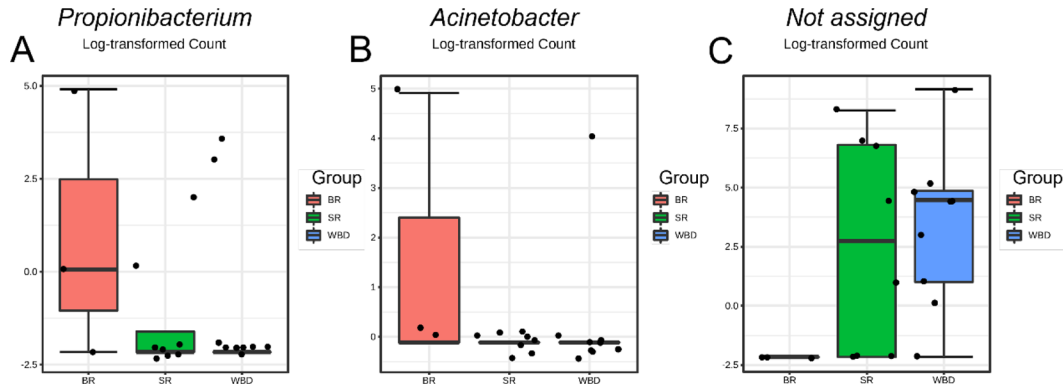 Propionibacterium
Acinetobacter
Not assigned
A
Log-transformed Count
B
Log-transformed Count
C
Log-transformed Count
5.0
2.5
0.0
-2.5
BR
SR
WBD
Group
BR
SR
WBD
5
4
3
2
1
0
BR
SR
WBD
Group
BR
SR
WBD
7.5
5.0
2.5
0.0
-2.5
BR
SR
WBD
Group
BR
SR
WBD